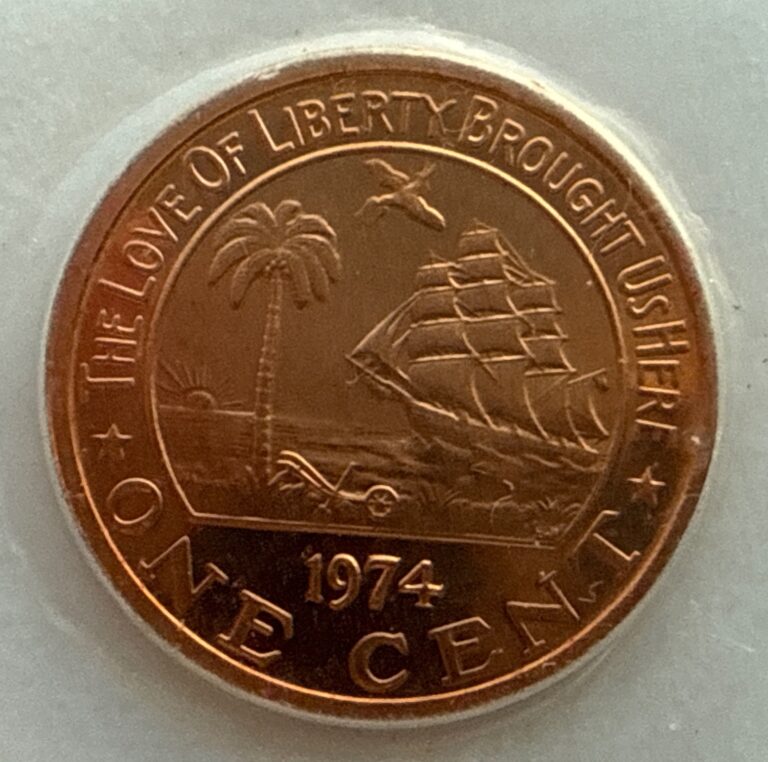 THE LOVE OF LIBERTY BROUGHT US HERE
1974
ONE CENT